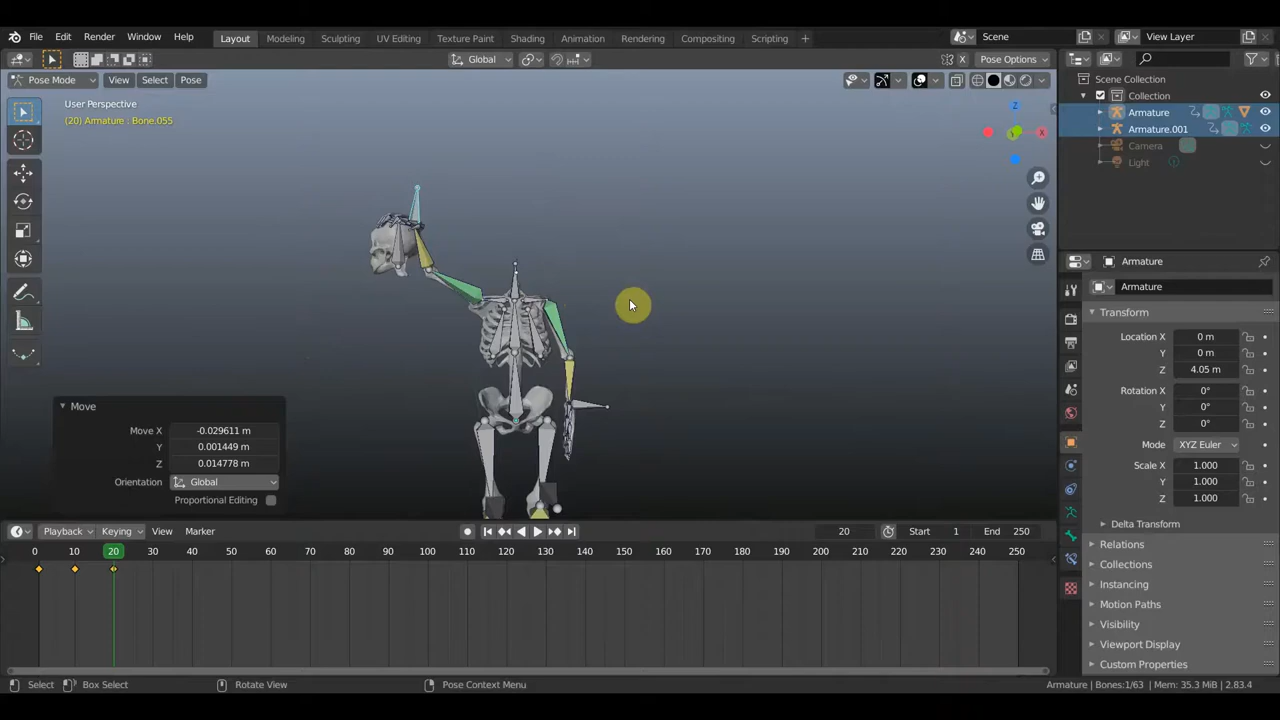 File Edit Render Window Help Layout Modeling Sculpting UV Editing Texture Paint Shading Animation Rendering Compositing Scripting + Scene View Layer
Global X Pose Options
Pose Mode View Select Pose
User Perspective
(20) Armature : Bone.055
Z
X
Y
Scene Collection
Collection
Armature
Armature.001
Camera
Light
Armature
Armature
Transform
Location X 0 m
Y 0 m
Z 4.05 m
Rotation X 0°
Y 0°
Z 0°
Mode XYZ Euler
Scale X 1.000
Y 1.000
Z 1.000
Delta Transform
Relations
Collections
Instancing
Motion Paths
Visibility
Viewport Display
Custom Properties
Move
Move X -0.029611 m
Y 0.001449 m
Z 0.014778 m
Orientation Global
Proportional Editing
Playback Keying View Marker 20 Start 1 End 250
0 10 20 30 40 50 60 70 80 90 100 110 120 130 140 150 160 170 180 190 200 210 220 230 240 250
Select Box Select Rotate View Pose Context Menu Armature | Bones:1/63 | Mem: 35.3 MiB | 2.83.4